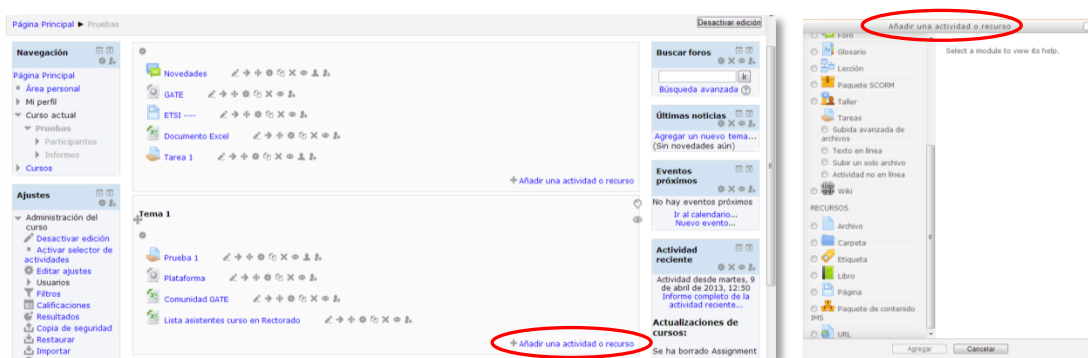 Página Principal ► Pruebas
Desactivar edición
Navegación
Página Principal
Área personal
Mi perfil
Curso actual
Pruebas
Participantes
Informes
Cursos
Ajustes
Administración del
curso
Desactivar edición
Activar selector de
actividades
Editar ajustes
Usuarios
Filtros
Calificaciones
Resultados
Copia de seguridad
Restaurar
Importar
Novedades
GATE
ETSI ----
Documento Excel
Tarea 1
Añadir una actividad o recurso
Tema 1
Prueba 1
Plataforma
Comunidad GATE
Lista asistentes curso en Rectorado
Añadir una actividad o recurso
Buscar foros
Ir
Búsqueda avanzada
Últimas noticias
Agregar un nuevo tema...
(Sin novedades aún)
Eventos
próximos
No hay eventos próximos
Ir al calendario...
Nuevo evento...
Actividad
reciente
Actividad desde martes, 9
de abril de 2013, 12:50
Informe completo de la
actividad reciente...
Actualizaciones de
cursos:
Se ha borrado Assignment
Añadir una actividad o recurso
Foro
Glosario
Lección
Paquete SCORM
Taller
Tareas
Subida avanzada de
archivos
Texto en línea
Subir un solo archivo
Actividad no en línea
Wiki
RECURSOS
Archivo
Carpeta
Etiqueta
Libro
Página
Paquete de contenido
IMS
URL
Select a module to view its help.
Agregar
Cancelar